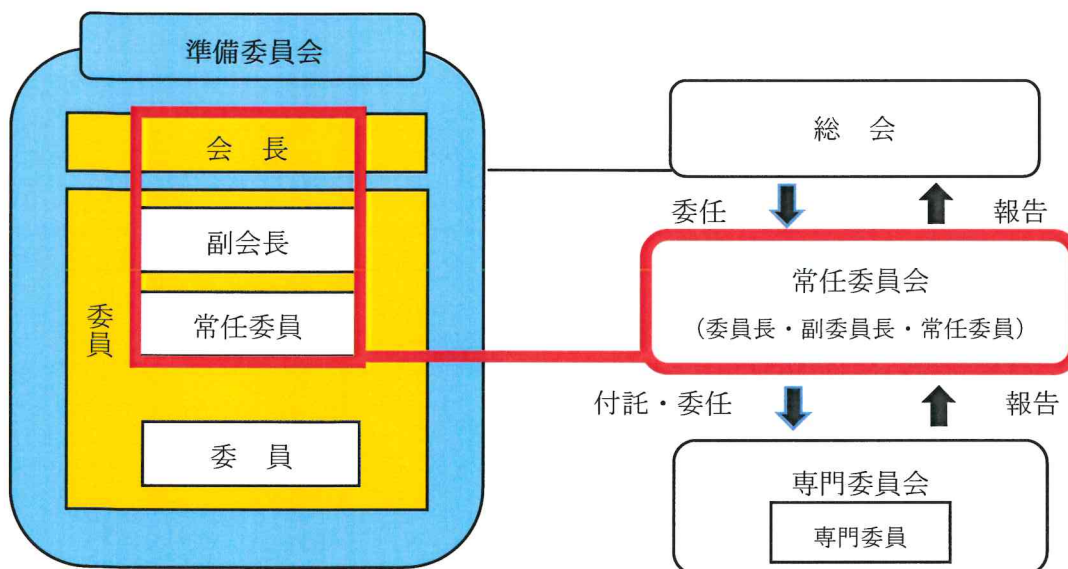 準備委員会
会　長
副会長
常任委員
委員
委　員
総　会
委任
報告
常任委員会
（委員長・副委員長・常任委員）
付託・委任
報告
専門委員会
専門委員